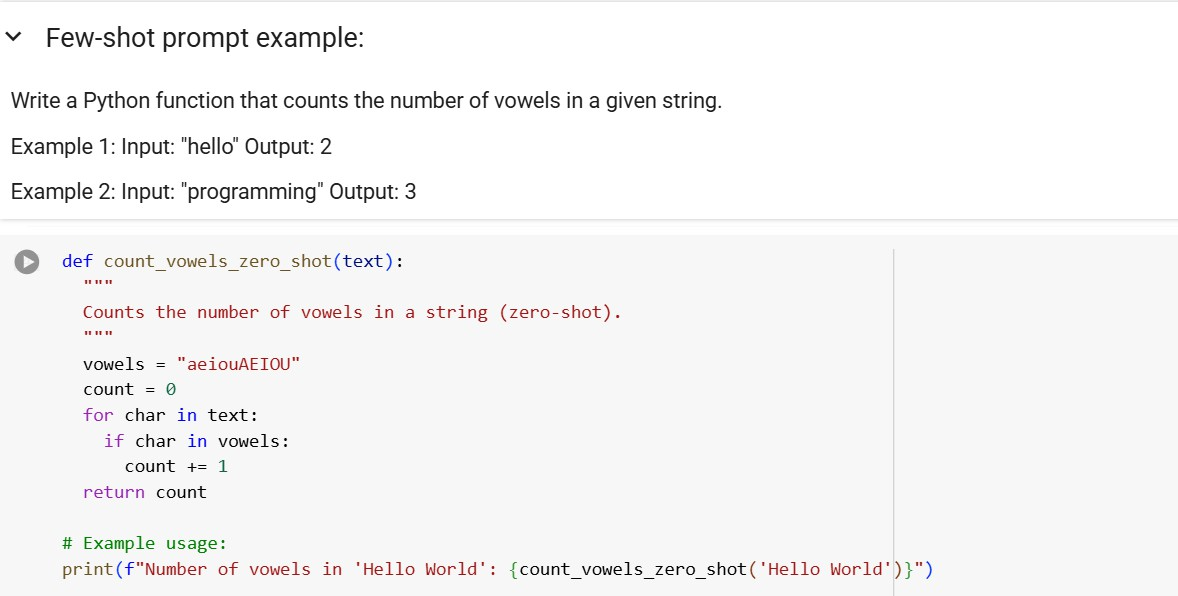 Few-shot prompt example:
Write a Python function that counts the number of vowels in a given string.
Example 1: Input: "hello" Output: 2
Example 2: Input: "programming" Output: 3
def count_vowels_zero_shot(text):
  """
  Counts the number of vowels in a string (zero-shot).
  """
  vowels = "aeiouAEIOU"
  count = 0
  for char in text:
    if char in vowels:
      count += 1
  return count
# Example usage:
print(f"Number of vowels in 'Hello World': {count_vowels_zero_shot('Hello World')}")